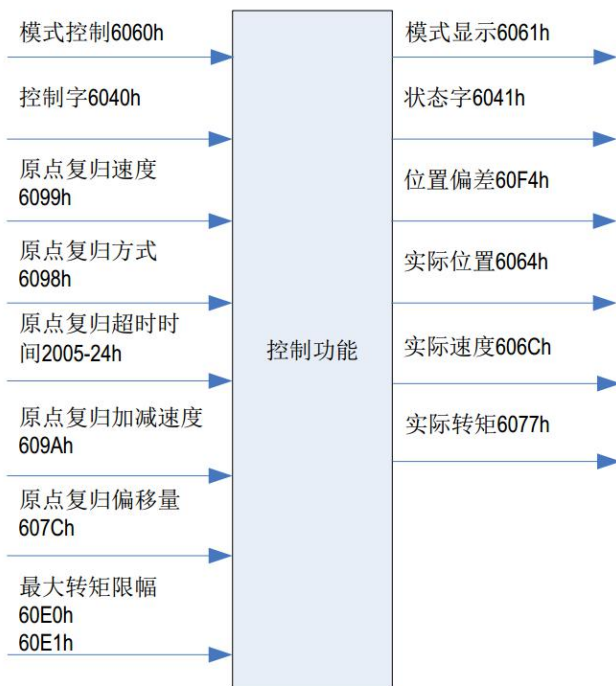 模式控制6060h
控制字6040h
原点复归速度
6099h
原点复归方式
6098h
原点复归超时时
间2005-24h
原点复归加减速度
609Ah
原点复归偏移量
607Ch
最大转矩限幅
60E0h
60E1h
控制功能
模式显示6061h
状态字6041h
位置偏差60F4h
实际位置6064h
实际速度606Ch
实际转矩6077h